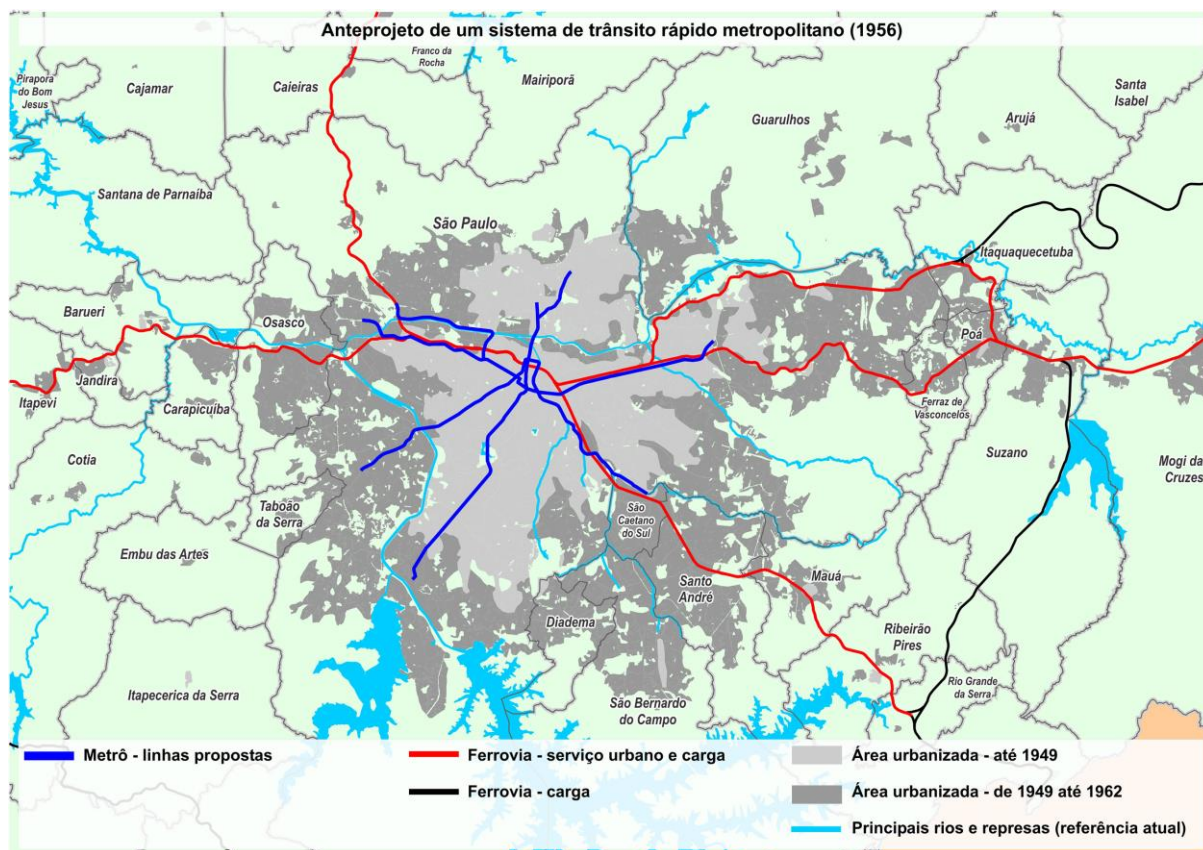 Anteprojeto de um sistema de trânsito rápido metropolitano (1956)
Franco da
Rocha
Mairiporã
Santa
Isabel
Pirapora
do Bom
Jesus
Cajamar
Caieiras
Guarulhos
Arujá
Santana de Parnaíba
São Paulo
Itaquaquecetuba
Barueri
Osasco
Poá
Jandira
Itapevi
Carapicuíba
Ferraz de
Vasconcelos
Cotia
Suzano
Mogi das
Cruzes
Taboão
da Serra
São
Caetano
do Sul
Embu das Artes
Santo
André
Mauá
Diadema
Ribeirão
Pires
Rio Grande
da Serra
Itapecerica da Serra
São Bernardo
do Campo
Metrô - linhas propostas
Ferrovia - serviço urbano e carga
Ferrovia - carga
Área urbanizada - até 1949
Área urbanizada - de 1949 até 1962
Principais rios e represas (referência atual)